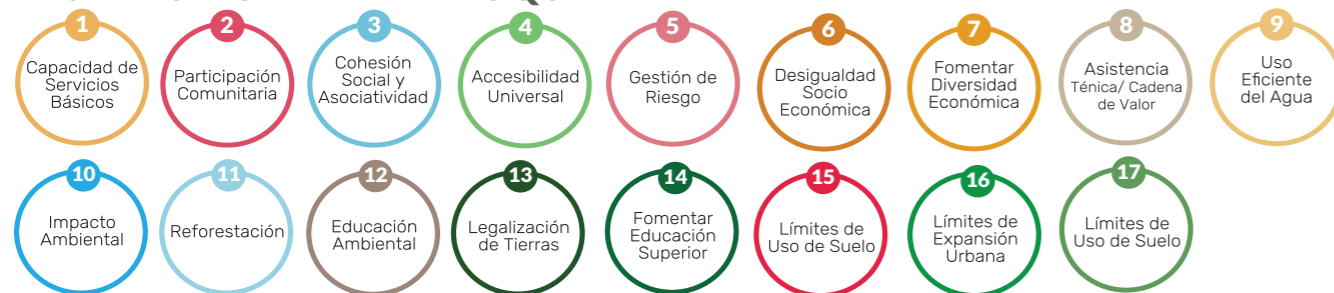 1
Capacidad de
Servicios
Básicos
2
Participación
Comunitaria
3
Cohesión
Social y
Asociatividad
4
Accesibilidad
Universal
5
Gestión de
Riesgo
6
Desigualdad
Socio
Económica
7
Fomentar
Diversidad
Económica
8
Asistencia
Ténica/ Cadena
de Valor
9
Uso
Eficiente
del Agua
10
Impacto
Ambiental
11
Reforestación
12
Educación
Ambiental
13
Legalización
de Tierras
14
Fomentar
Educación
Superior
15
Límites de
Uso de Suelo
16
Límites de
Expansión
Urbana
17
Límites de
Uso de Suelo